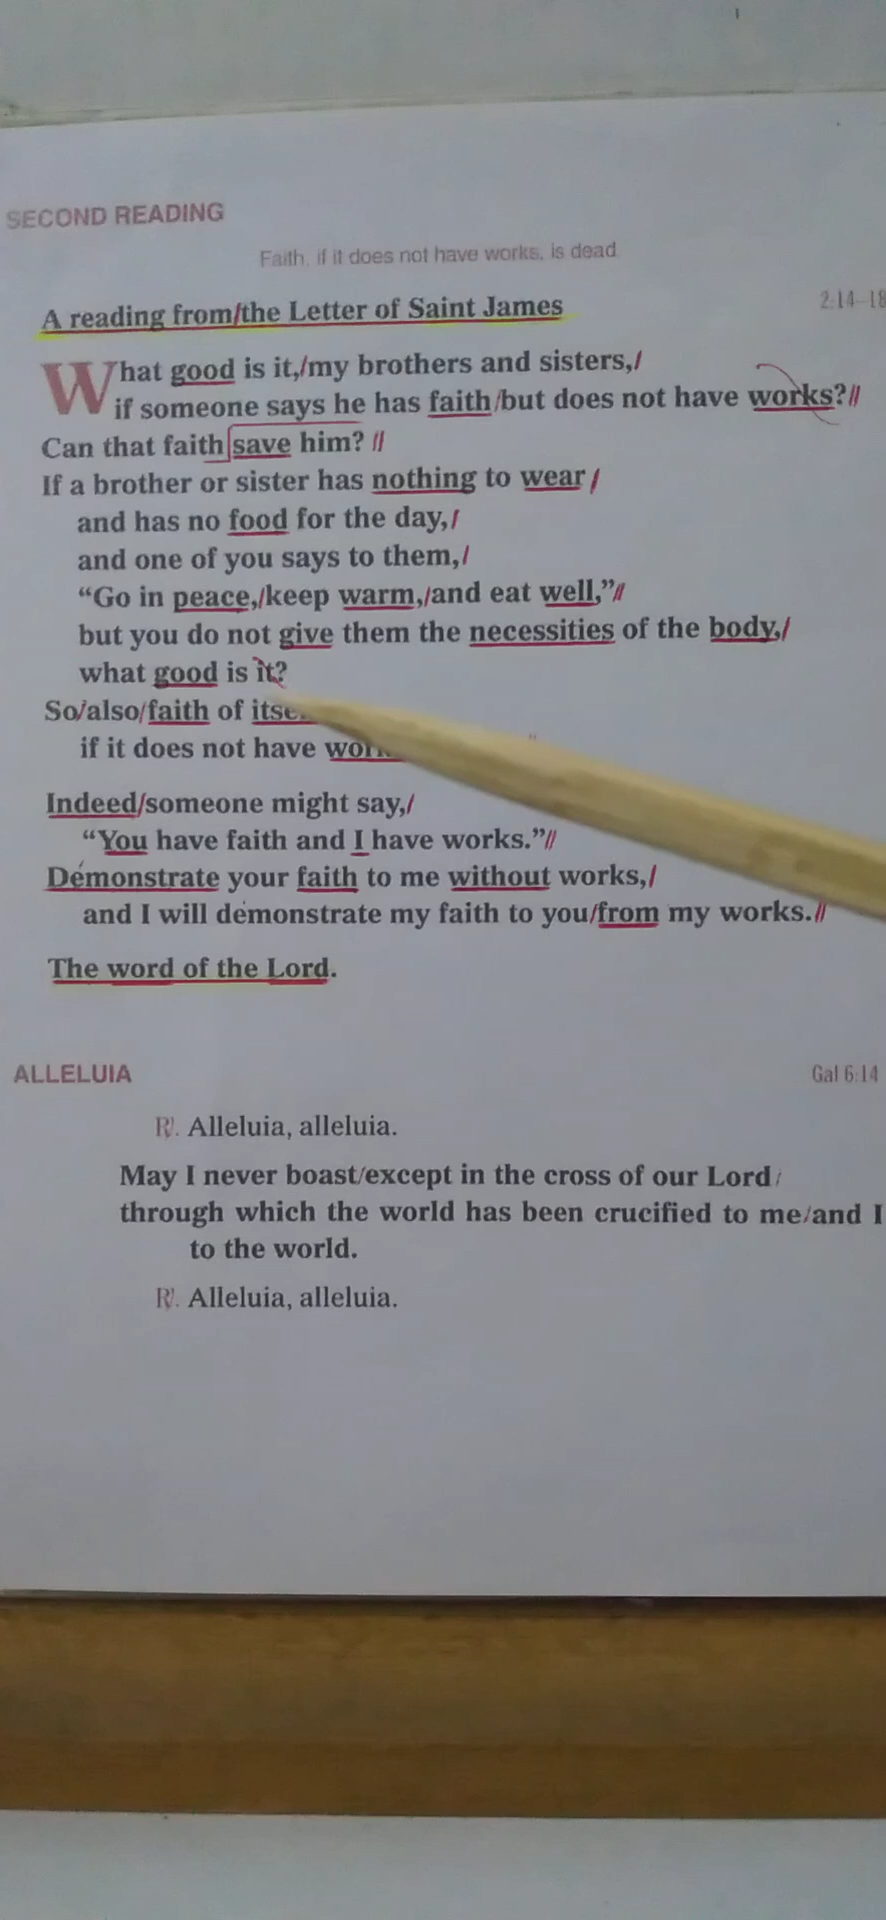 SECOND READING
Faith, if it does not have works, is dead.
A reading from/the Letter of Saint James
2:14-18
What good is it,/my brothers and sisters,/
if someone says he has faith/but does not have works?//
Can that faith save him? //
If a brother or sister has nothing to wear/
and has no food for the day,/
and one of you says to them,/
“Go in peace,/keep warm,/and eat well,”//
but you do not give them the necessities of the body,/
what good is it?
So/also/faith of
if it does not have
Indeed/someone might say,/
“You have faith and I have works.”//
Demonstrate your faith to me without works,/
and I will demonstrate my faith to you/from my works.//
The word of the Lord.
ALLELUIA
Gal 6:14
℟. Alleluia, alleluia.
May I never boast/except in the cross of our Lord/
through which the world has been crucified to me/and I
to the world.
℟. Alleluia, alleluia.